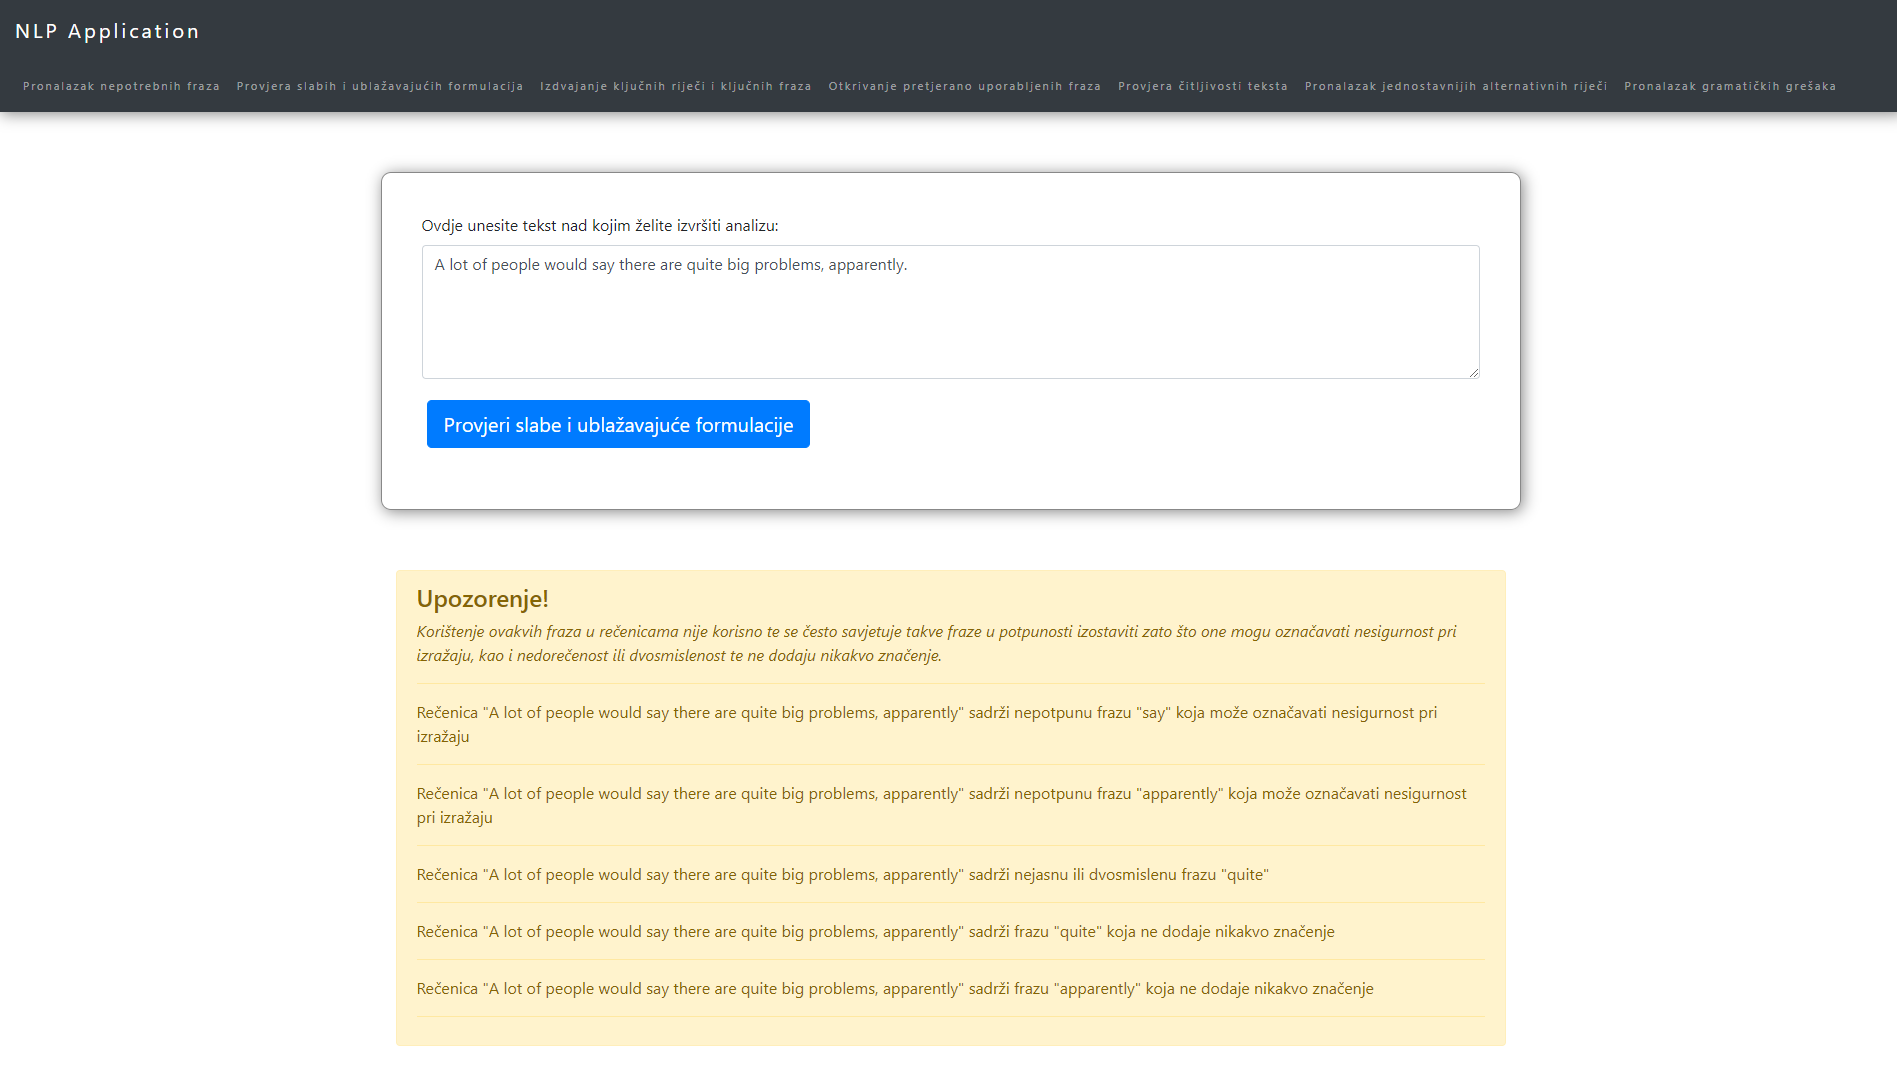 NLP Application
Pronalazak nepotrebnih fraza Provjera slabih i ublažavajućih formulacija Izdvajanje ključnih riječi i ključnih fraza Otkrivanje pretjerano uporabljenih fraza Provjera čitljivosti teksta Pronalazak jednostavnijih alternativnih riječi Pronalazak gramatičkih grešaka
Ovdje unesite tekst nad kojim želite izvršiti analizu:
A lot of people would say there are quite big problems, apparently.
Provjeri slabe i ublažavajuće formulacije
Upozorenje!
Korištenje ovakvih fraza u rečenicama nije korisno te se često savjetuje takve fraze u potpunosti izostaviti zato što one mogu označavati nesigurnost pri
izražaju, kao i nedorečenost ili dvosmislenost te ne dodaju nikakvo značenje.
Rečenica "A lot of people would say there are quite big problems, apparently" sadrži nepotpunu frazu "say" koja može označavati nesigurnost pri
izražaju
Rečenica "A lot of people would say there are quite big problems, apparently" sadrži nepotpunu frazu "apparently" koja može označavati nesigurnost
pri izražaju
Rečenica "A lot of people would say there are quite big problems, apparently" sadrži nejasnu ili dvosmislenu frazu "quite"
Rečenica "A lot of people would say there are quite big problems, apparently" sadrži frazu "quite" koja ne dodaje nikakvo značenje
Rečenica "A lot of people would say there are quite big problems, apparently" sadrži frazu "apparently" koja ne dodaje nikakvo značenje